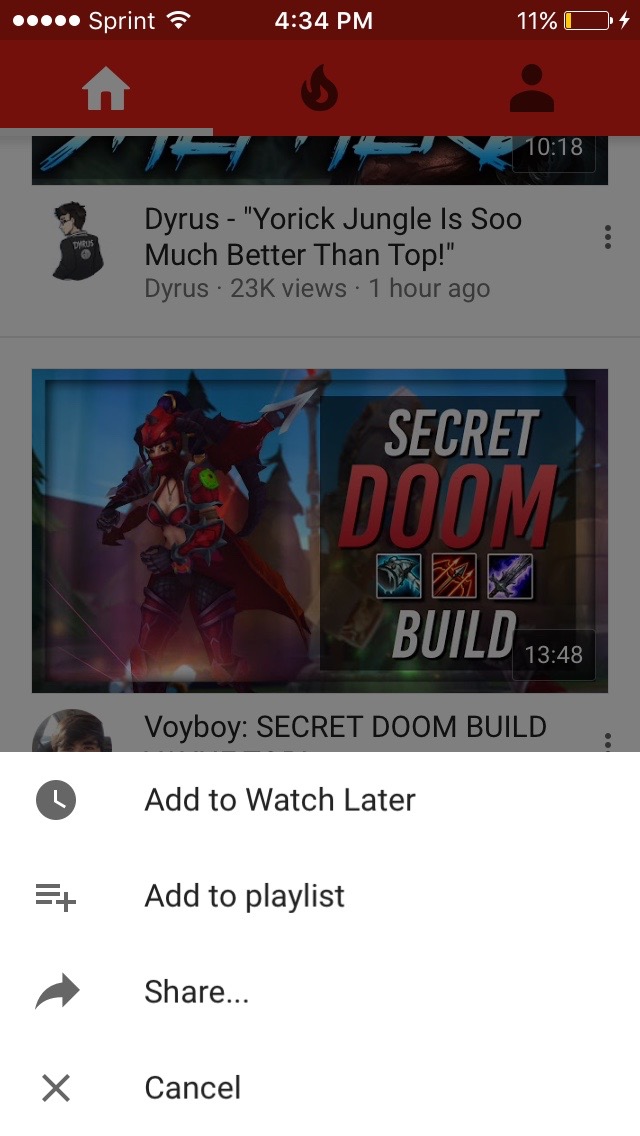 Sprint 4:34 PM 11%
10:18
Dyrus - "Yorick Jungle Is Soo
Much Better Than Top!"
Dyrus · 23K views · 1 hour ago
DYRUS
SECRET
DOOM
BUILD
13:48
Voyboy: SECRET DOOM BUILD
Add to Watch Later
Add to playlist
Share...
Cancel